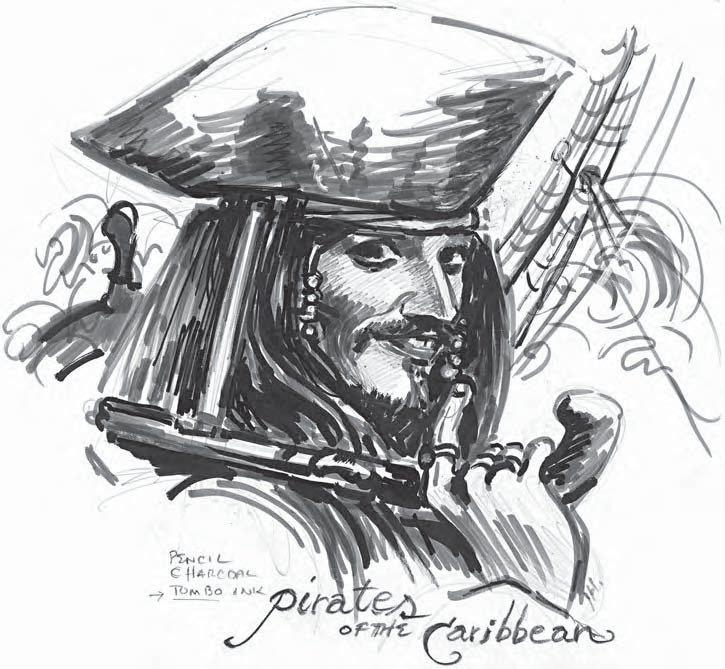 PENCIL
CHARCOAL
→ TOMBO INK
pirates
OF THE
Caribbean